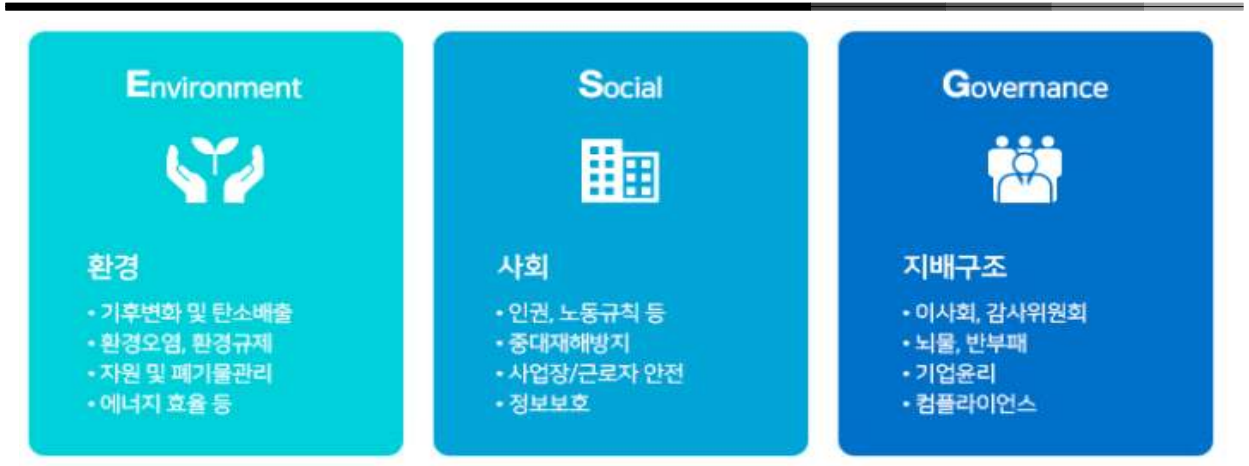 Environment
환경
• 기후변화 및 탄소배출
• 환경오염, 환경규제
• 자원 및 폐기물관리
• 에너지 효율 등
Social
사회
• 인권, 노동규칙 등
• 중대재해방지
• 사업장/근로자 안전
• 정보보호
Governance
지배구조
• 이사회, 감사위원회
• 뇌물, 반부패
• 기업윤리
• 컴플라이언스